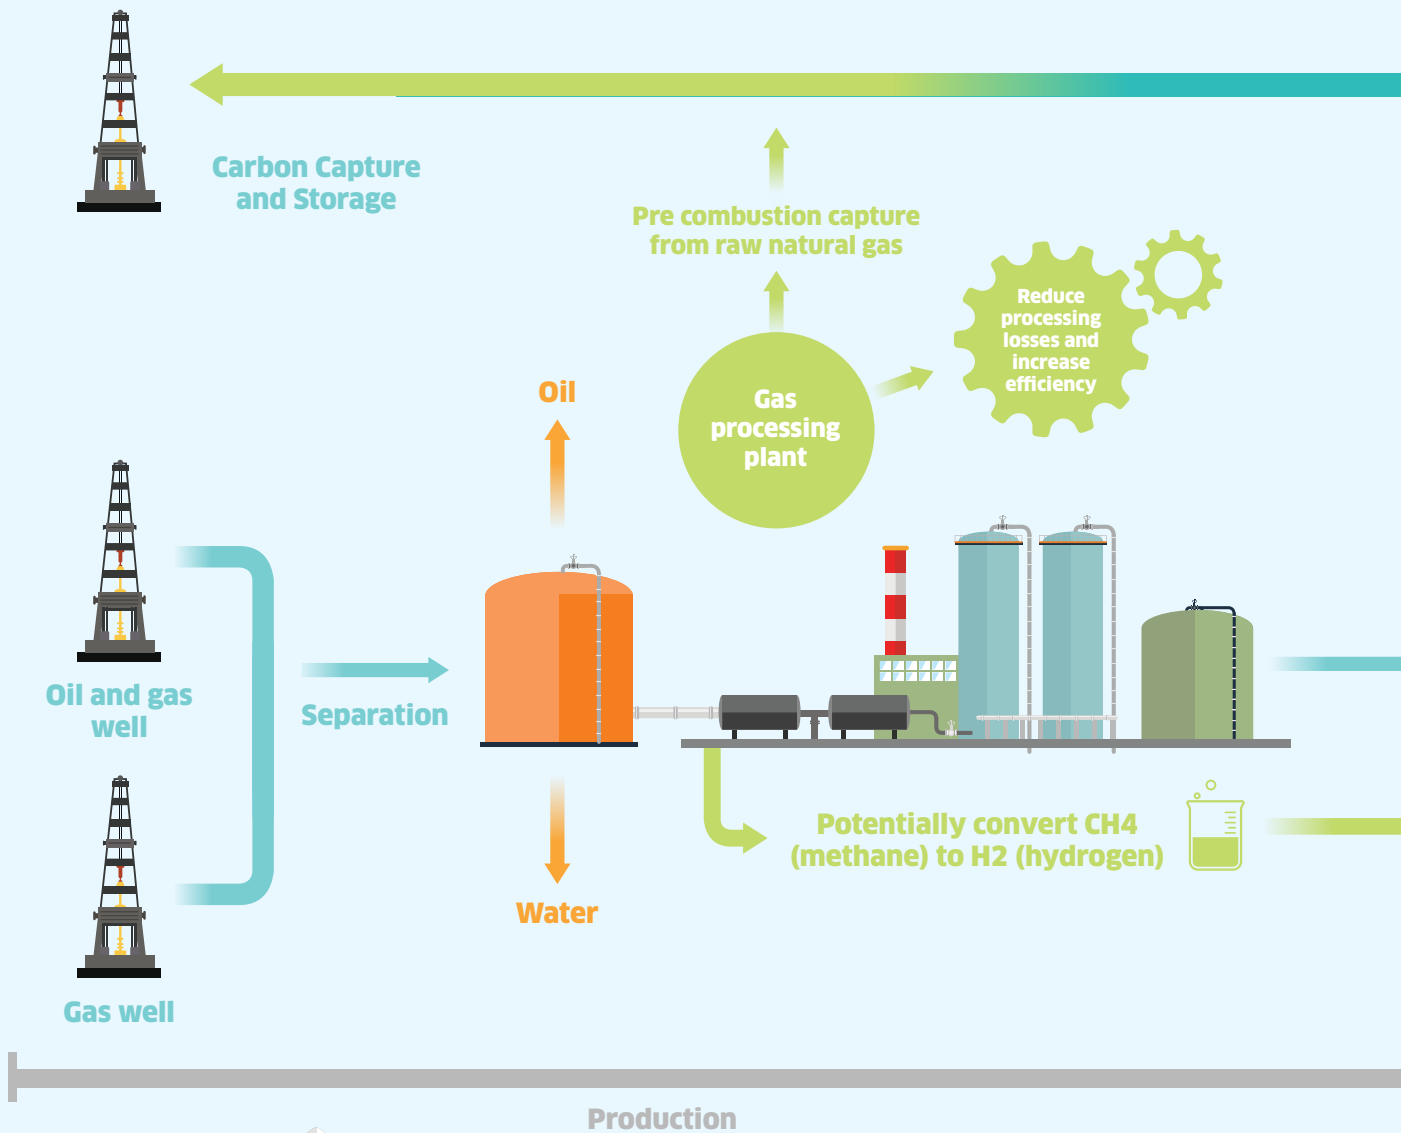 Carbon Capture
and Storage
Pre combustion capture
from raw natural gas
Reduce
processing
losses and
increase
efficiency
Gas
processing
plant
Oil
Oil and gas
well
Separation
Potentially convert CH4
(methane) to H2 (hydrogen)
Water
Gas well
Production